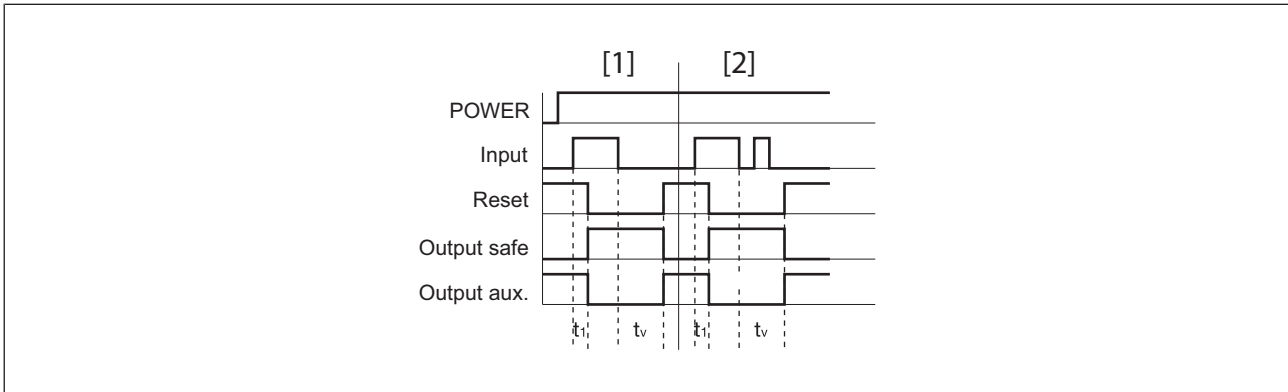 [1] [2]
POWER
Input
Reset
Output safe
Output aux.
t1 tv t1 tv